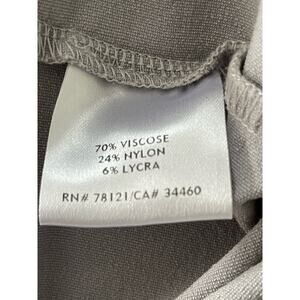 70% VISCOSE
24% NYLON
6% LYCRA
RN# 78121/CA# 34460